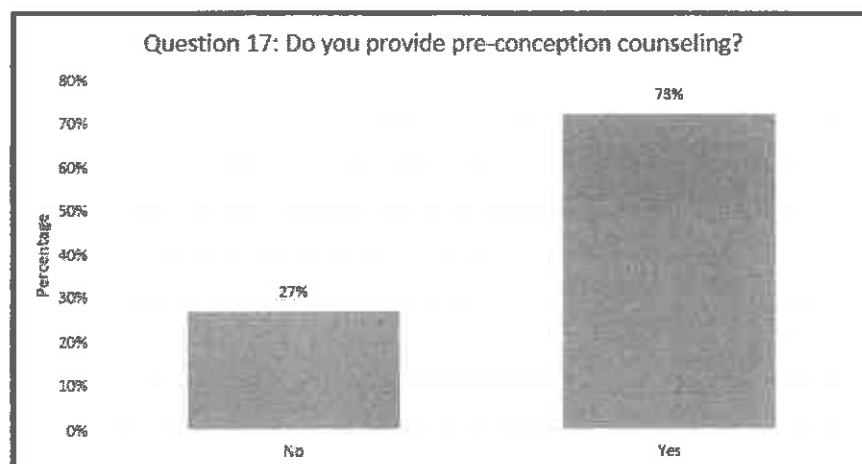 Question 17: Do you provide pre-conception counseling?
80%
70%
60%
50%
40%
30%
20%
10%
0%
Percentage
27%
73%
No
Yes